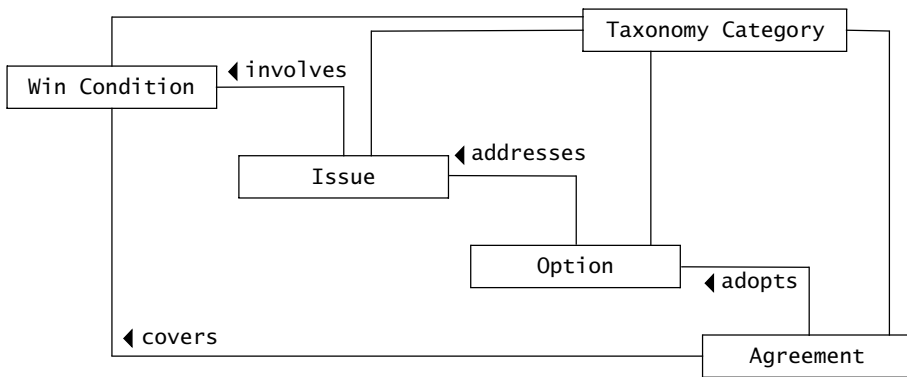 Taxonomy Category
◀ involves
Win Condition
◀ addresses
Issue
Option
◀ adopts
◀ covers
Agreement